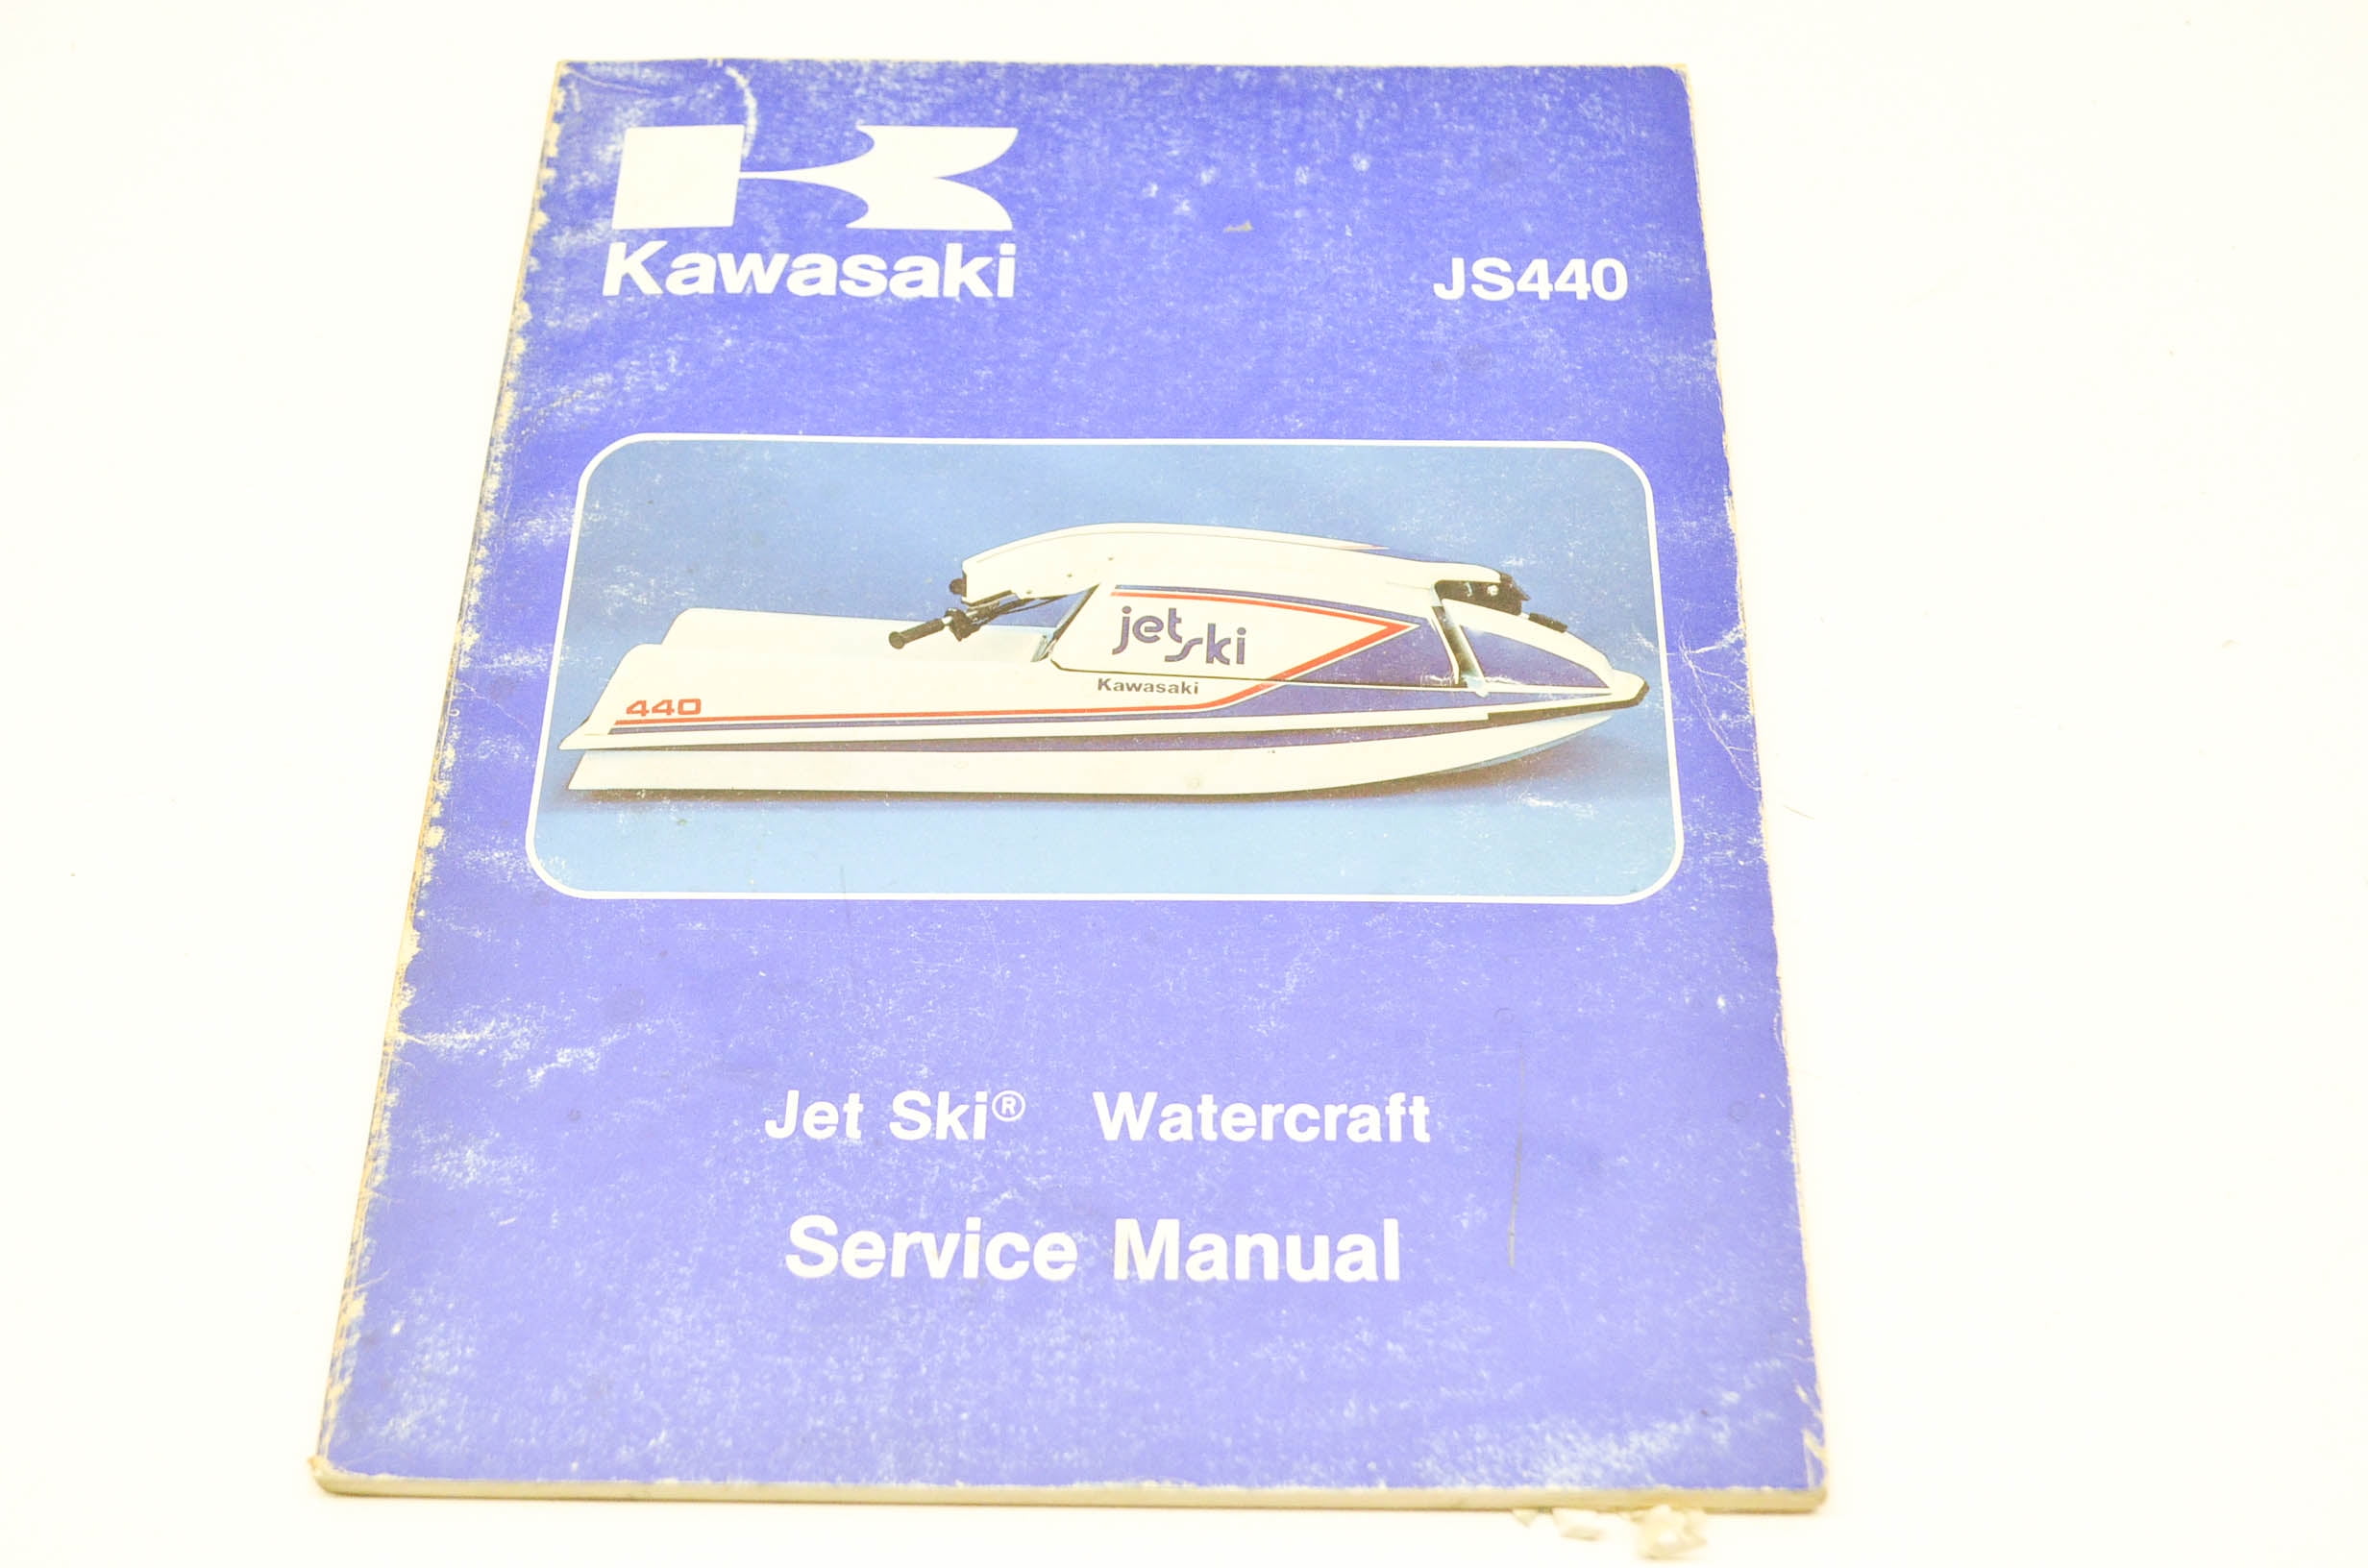 Kawasaki
JS440
jet ski
Kawasaki
440
Jet Ski® Watercraft
Service Manual